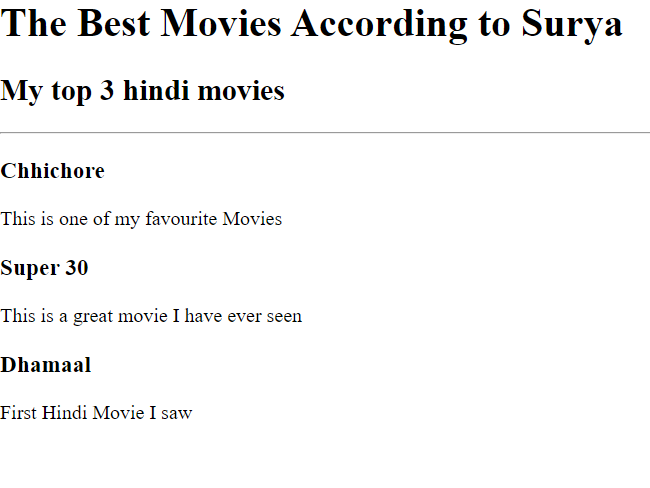 The Best Movies According to Surya
My top 3 hindi movies
Chhichore
This is one of my favourite Movies
Super 30
This is a great movie I have ever seen
Dhamaal
First Hindi Movie I saw